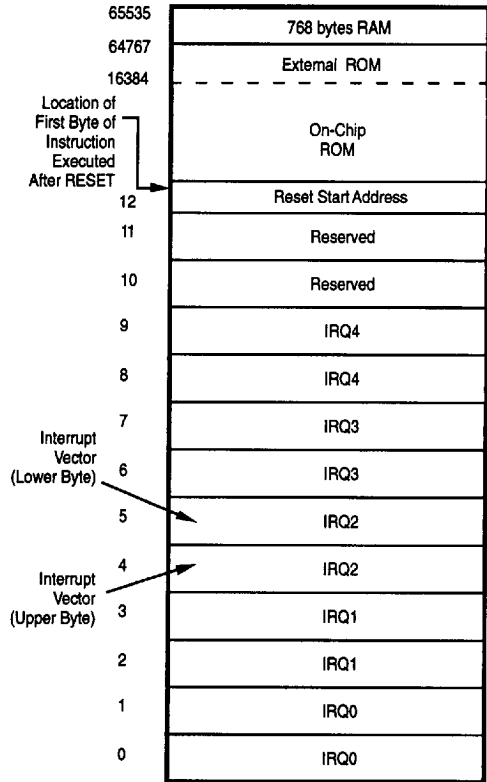 65535
768 bytes RAM
64767
External ROM
16384
Location of
First Byte of
Instruction
Executed
After RESET
On-Chip
ROM
12
Reset Start Address
11
Reserved
10
Reserved
9
IRQ4
8
IRQ4
7
IRQ3
Interrupt
Vector
(Lower Byte)
6
IRQ3
5
IRQ2
4
IRQ2
Interrupt
Vector
(Upper Byte)
3
IRQ1
2
IRQ1
1
IRQ0
0
IRQ0